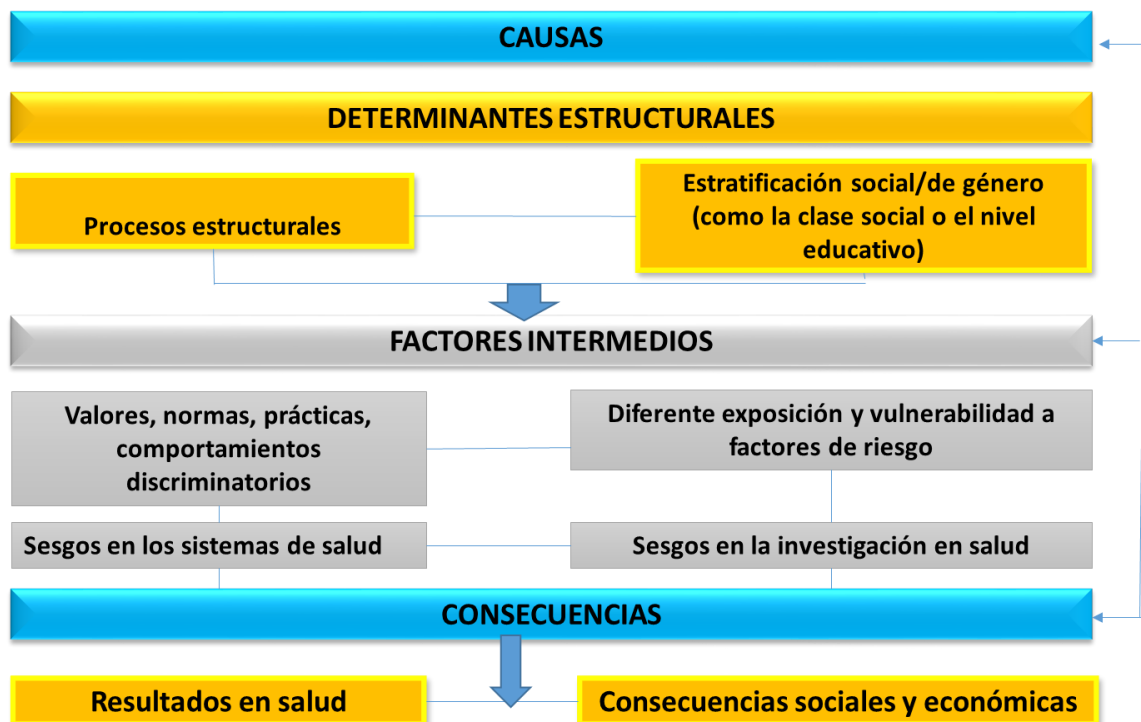 CAUSAS
DETERMINANTES ESTRUCTURALES
Procesos estructurales
Estratificación social/de género
(como la clase social o el nivel
educativo)
FACTORES INTERMEDIOS
Valores, normas, prácticas,
comportamientos
discriminatorios
Diferente exposición y vulnerabilidad a
factores de riesgo
Sesgos en los sistemas de salud
Sesgos en la investigación en salud
CONSECUENCIAS
Resultados en salud
Consecuencias sociales y económicas